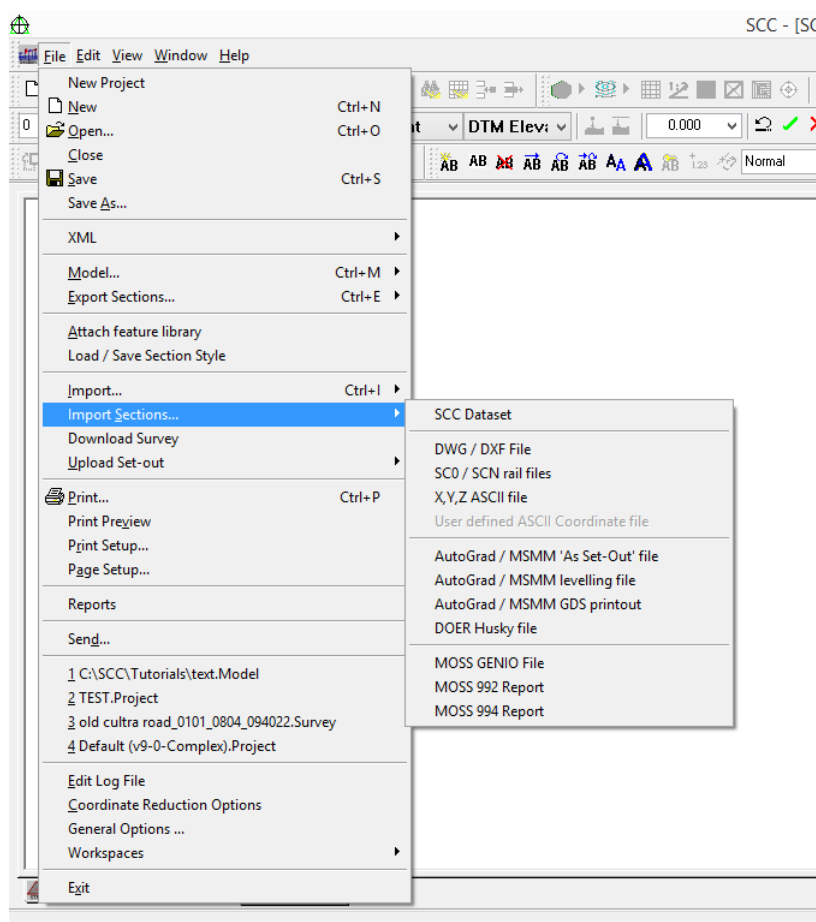 SCC - [SC
File Edit View Window Help
New Project
New Ctrl+N
Open... Ctrl+O
Close
Save Ctrl+S
Save As...
XML
Model... Ctrl+M
Export Sections... Ctrl+E
Attach feature library
Load / Save Section Style
Import... Ctrl+I
Import Sections...
Download Survey
Upload Set-out
Print... Ctrl+P
Print Preview
Print Setup...
Page Setup...
Reports
Send...
1 C:\SCC\Tutorials\text.Model
2 TEST.Project
3 old cultra road_0101_0804_094022.Survey
4 Default (v9-0-Complex).Project
Edit Log File
Coordinate Reduction Options
General Options ...
Workspaces
Exit
0
nt DTM Eleva 0.000
AB AB AB AB AB AB AA A AB 1.23 Normal
SCC Dataset
DWG / DXF File
SC0 / SCN rail files
X,Y,Z ASCII file
User defined ASCII Coordinate file
AutoGrad / MSMM 'As Set-Out' file
AutoGrad / MSMM levelling file
AutoGrad / MSMM GDS printout
DOER Husky file
MOSS GENIO File
MOSS 992 Report
MOSS 994 Report